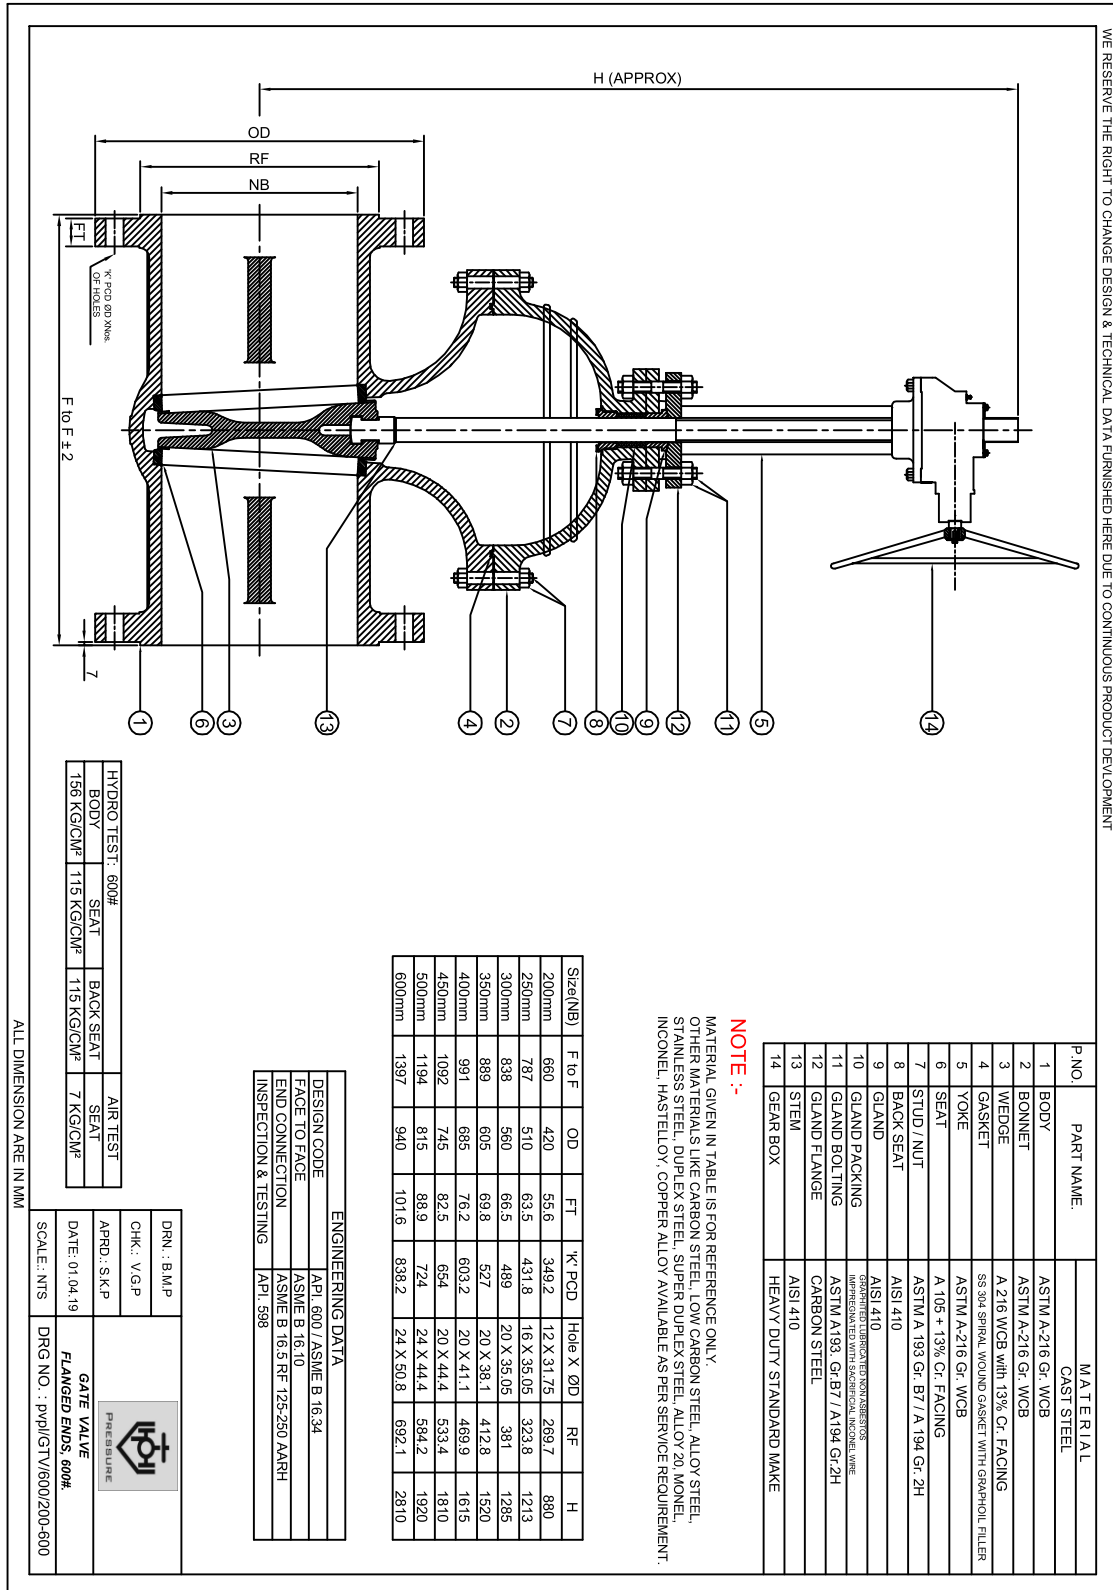 WE RESERVE THE RIGHT TO CHANGE DESIGN & TECHNICAL DATA FURNISHED HERE DUE TO CONTINUOUS PRODUCT DEVLOPMENT
H (APPROX)
OD
RF
NB
FT
'K' PCD ØD XNos.
OF HOLES
F to F ± 2
7
1
6
3
13
4
2
7
8
10
9
12
11
5
14
P.NO. PART NAME. MATERIAL
CAST STEEL
1 BODY ASTM A-216 Gr. WCB
2 BONNET ASTM A-216 Gr. WCB
3 WEDGE A 216 WCB with 13% Cr. FACING
4 GASKET SS 304 SPIRAL WOUND GASKET WITH GRAPHOIL FILLER
5 YOKE ASTM A-216 Gr. WCB
6 SEAT A 105 + 13% Cr. FACING
7 STUD / NUT ASTM A 193 Gr. B7 / A 194 Gr. 2H
8 BACK SEAT AISI 410
9 GLAND AISI 410
10 GLAND PACKING GRAPHITED LUBRICATED NON ASBESTOS
IMPPREGNATED WITH SACRIFICIAL INCONEL WIRE
11 GLAND BOLTING ASTM A193. Gr.B7 / A194 Gr.2H
12 GLAND FLANGE CARBON STEEL
13 STEM AISI 410
14 GEAR BOX HEAVY DUTY STANDARD MAKE
NOTE :-
MATERIAL GIVEN IN TABLE IS FOR REFERENCE ONLY.
OTHER MATERIALS LIKE CARBON STEEL, LOW CARBON STEEL, ALLOY STEEL,
STAINLESS STEEL, DUPLEX STEEL, SUPER DUPLEX STEEL, ALLOY 20, MONEL,
INCONEL, HASTELLOY, COPPER ALLOY AVAILABLE AS PER SERVICE REQUIREMENT.
Size(NB) F to F OD FT 'K' PCD Hole X ØD RF H
200mm 660 420 55.6 349.2 12 X 31.75 269.7 880
250mm 787 510 63.5 431.8 16 X 35.05 323.8 1213
300mm 838 560 66.5 489 20 X 35.05 381 1285
350mm 889 605 69.8 527 20 X 38.1 412.8 1520
400mm 991 685 76.2 603.2 20 X 41.1 469.9 1615
450mm 1092 745 82.5 654 20 X 44.4 533.4 1810
500mm 1194 815 88.9 724 24 X 44.4 584.2 1920
600mm 1397 940 101.6 838.2 24 X 50.8 692.1 2810
ENGINEERING DATA
DESIGN CODE API. 600 / ASME B 16.34
FACE TO FACE ASME B 16.10
END CONNECTION ASME B 16.5 RF 125-250 AARH
INSPECTION & TESTING API. 598
HYDRO TEST: 600# AIR TEST
BODY SEAT BACK SEAT SEAT
156 KG/CM² 115 KG/CM² 115 KG/CM² 7 KG/CM²
DRN. : B.M.P
CHK.: V.G.P
APRD.: S.K.P
DATE: 01.04.19
SCALE.: NTS
PRESSURE
GATE VALVE
FLANGED ENDS, 600#.
DRG NO. : pvpl/GTV/600/200-600
ALL DIMENSION ARE IN MM